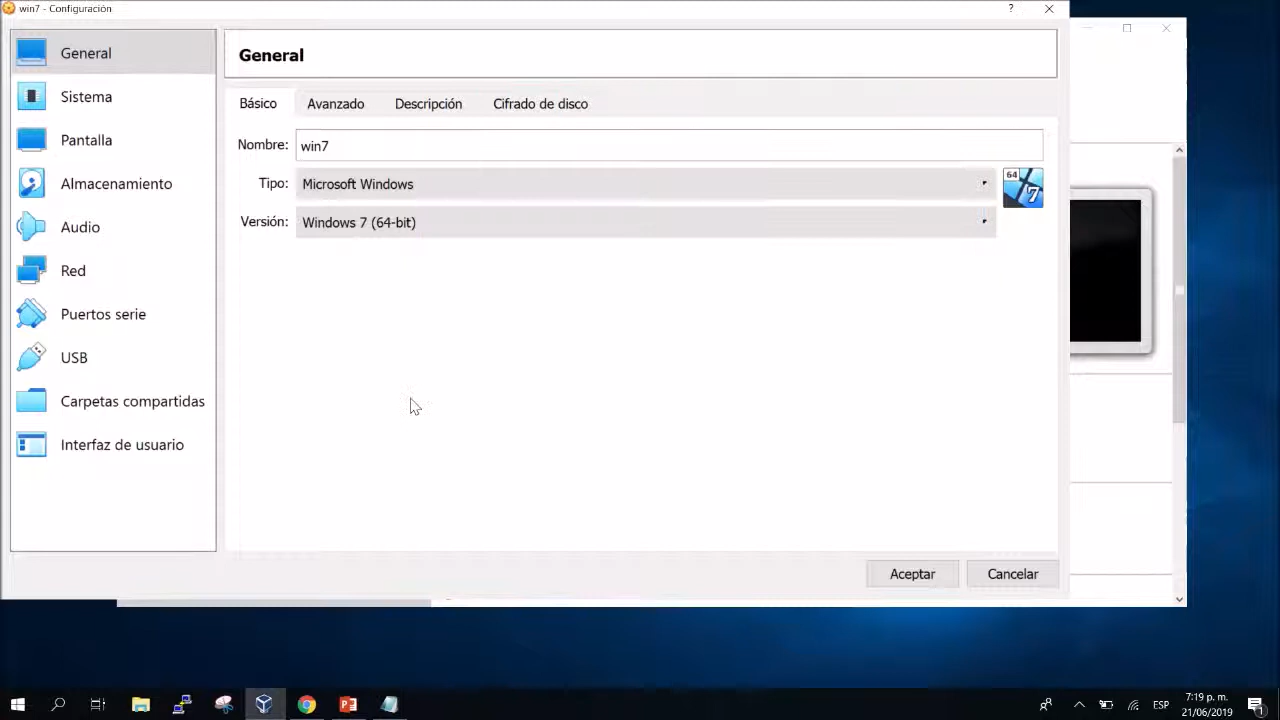 win7 - Configuración
?
General
Sistema
Pantalla
Almacenamiento
Audio
Red
Puertos serie
USB
Carpetas compartidas
Interfaz de usuario
General
Básico Avanzado Descripción Cifrado de disco
Nombre: win7
Tipo: Microsoft Windows
64
7
Versión: Windows 7 (64-bit)
Aceptar Cancelar
ESP
7:19 p. m.
21/06/2019
1